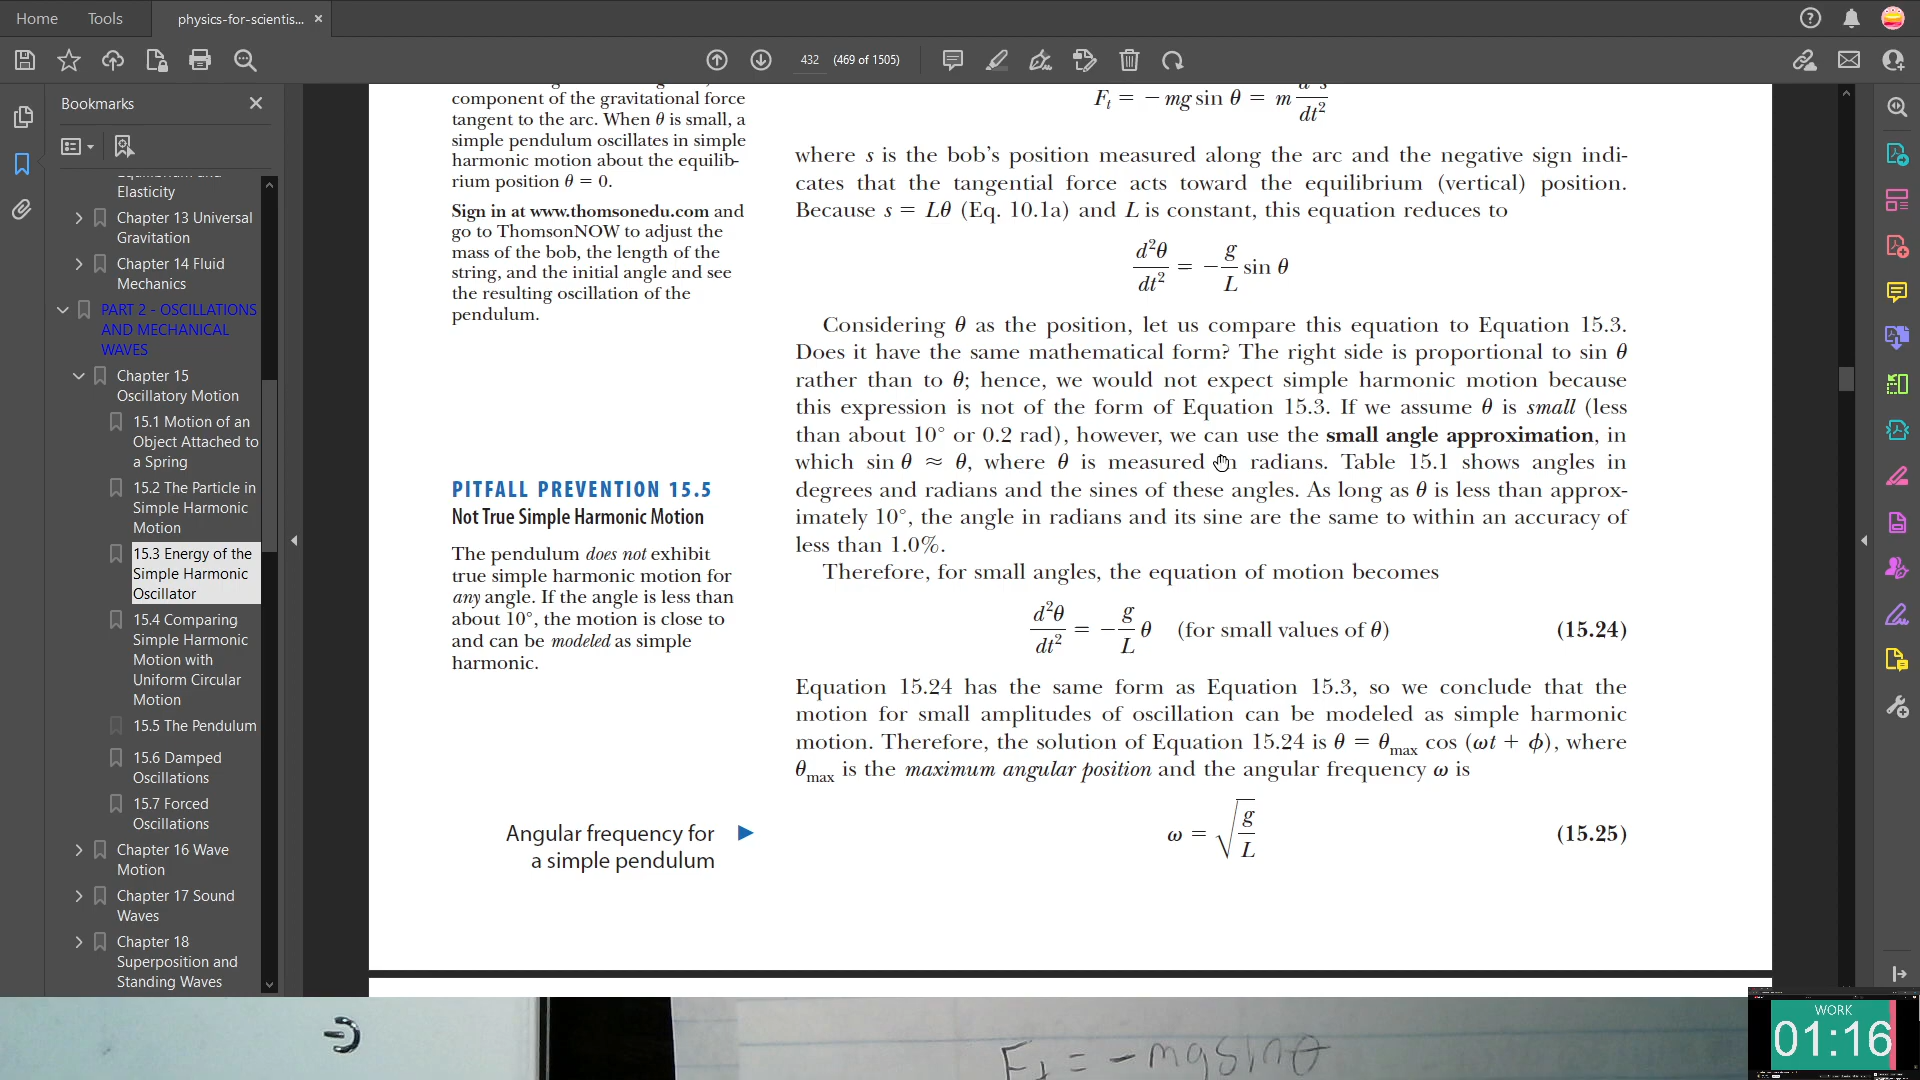 Home
Tools
physics-for-scientis...
432 (469 of 1505)
Bookmarks
Elasticity
Chapter 13 Universal
Gravitation
Chapter 14 Fluid
Mechanics
PART 2 - OSCILLATIONS
AND MECHANICAL
WAVES
Chapter 15
Oscillatory Motion
15.1 Motion of an
Object Attached to
a Spring
15.2 The Particle in
Simple Harmonic
Motion
15.3 Energy of the
Simple Harmonic
Oscillator
15.4 Comparing
Simple Harmonic
Motion with
Uniform Circular
Motion
15.5 The Pendulum
15.6 Damped
Oscillations
15.7 Forced
Oscillations
Chapter 16 Wave
Motion
Chapter 17 Sound
Waves
Chapter 18
Superposition and
Standing Waves
component of the gravitational force
tangent to the arc. When θ is small, a
simple pendulum oscillates in simple
harmonic motion about the equilib-
rium position θ = 0.
Sign in at www.thomsonedu.com and
go to ThomsonNOW to adjust the
mass of the bob, the length of the
string, and the initial angle and see
the resulting oscillation of the
pendulum.
PITFALL PREVENTION 15.5
Not True Simple Harmonic Motion
The pendulum does not exhibit
true simple harmonic motion for
any angle. If the angle is less than
about 10°, the motion is close to
and can be modeled as simple
harmonic.
Angular frequency for
a simple pendulum
F_t = −mg sin θ = m d²s/dt²
where s is the bob's position measured along the arc and the negative sign indi-
cates that the tangential force acts toward the equilibrium (vertical) position.
Because s = Lθ (Eq. 10.1a) and L is constant, this equation reduces to
d²θ/dt² = −g/L sin θ
Considering θ as the position, let us compare this equation to Equation 15.3.
Does it have the same mathematical form? The right side is proportional to sin θ
rather than to θ; hence, we would not expect simple harmonic motion because
this expression is not of the form of Equation 15.3. If we assume θ is small (less
than about 10° or 0.2 rad), however, we can use the small angle approximation, in
which sin θ ≈ θ, where θ is measured in radians. Table 15.1 shows angles in
degrees and radians and the sines of these angles. As long as θ is less than approx-
imately 10°, the angle in radians and its sine are the same to within an accuracy of
less than 1.0%.
Therefore, for small angles, the equation of motion becomes
d²θ/dt² = −g/L θ (for small values of θ) (15.24)
Equation 15.24 has the same form as Equation 15.3, so we conclude that the
motion for small amplitudes of oscillation can be modeled as simple harmonic
motion. Therefore, the solution of Equation 15.24 is θ = θ_max cos (ωt + φ), where
θ_max is the maximum angular position and the angular frequency ω is
ω = √(g/L) (15.25)
F_t = −mg sin θ
WORK
01:16